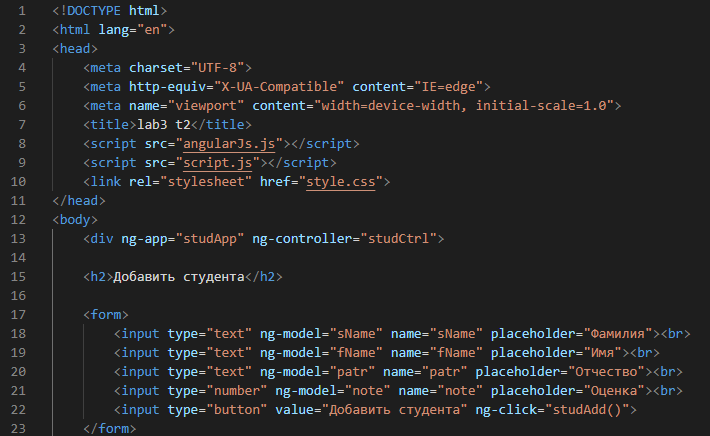 1 <!DOCTYPE html>
2 <html lang="en">
3 <head>
4     <meta charset="UTF-8">
5     <meta http-equiv="X-UA-Compatible" content="IE=edge">
6     <meta name="viewport" content="width=device-width, initial-scale=1.0">
7     <title>lab3 t2</title>
8     <script src="angularJs.js"></script>
9     <script src="script.js"></script>
10     <link rel="stylesheet" href="style.css">
11 </head>
12 <body>
13     <div ng-app="studApp" ng-controller="studCtrl">
14
15     <h2>Добавить студента</h2>
16
17     <form>
18         <input type="text" ng-model="sName" name="sName" placeholder="Фамилия"><br>
19         <input type="text" ng-model="fName" name="fName" placeholder="Имя"><br>
20         <input type="text" ng-model="patr" name="patr" placeholder="Отчество"><br>
21         <input type="number" ng-model="note" name="note" placeholder="Оценка"><br>
22         <input type="button" value="Добавить студента" ng-click="studAdd()">
23     </form>